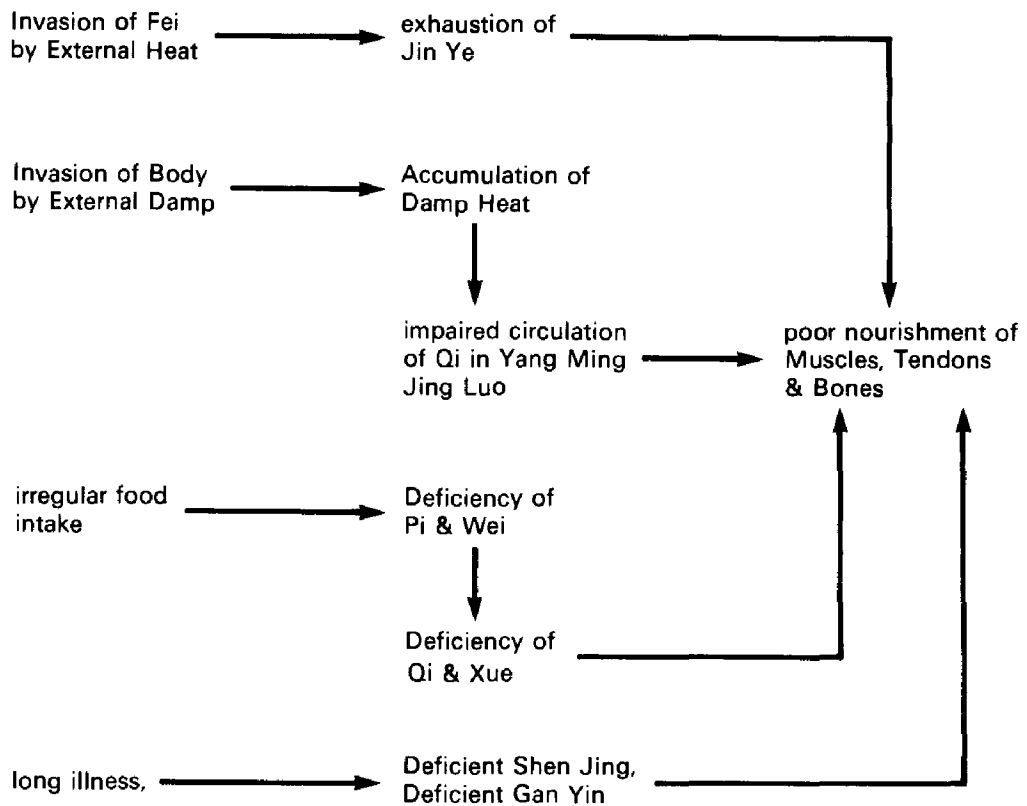 Invasion of Fei
by External Heat
exhaustion of
Jin Ye
Invasion of Body
by External Damp
Accumulation of
Damp Heat
impaired circulation
of Qi in Yang Ming
Jing Luo
poor nourishment of
Muscles, Tendons
& Bones
irregular food
intake
Deficiency of
Pi & Wei
Deficiency of
Qi & Xue
long illness,
Deficient Shen Jing,
Deficient Gan Yin